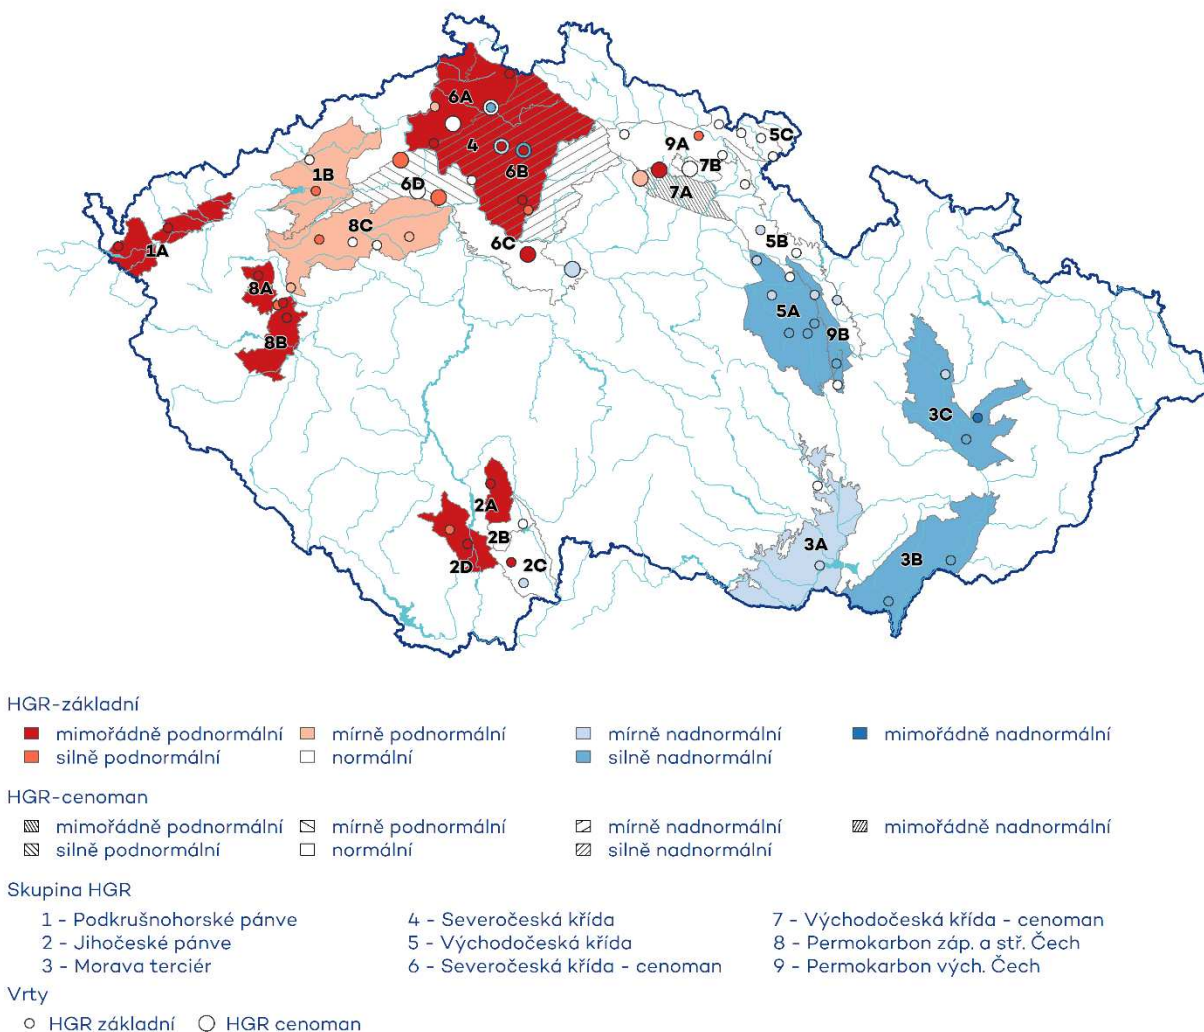 6A
5C
9A
4
7B
6B
1B
6D
7A
8C
6C
1A
5B
8A
5A
9B
8B
3C
2A
2B
3A
3B
2D
2C
HGR-základní
mimořádně podnormální mírně podnormální mírně nadnormální mimořádně nadnormální
silně podnormální normální silně nadnormální
HGR-cenoman
mimořádně podnormální mírně podnormální mírně nadnormální mimořádně nadnormální
silně podnormální normální silně nadnormální
Skupina HGR
1 - Podkrušnohorské pánve 4 - Severočeská křída 7 - Východočeská křída - cenoman
2 - Jihočeské pánve 5 - Východočeská křída 8 - Permokarbon záp. a stř. Čech
3 - Morava terciér 6 - Severočeská křída - cenoman 9 - Permokarbon vých. Čech
Vrty
HGR základní HGR cenoman